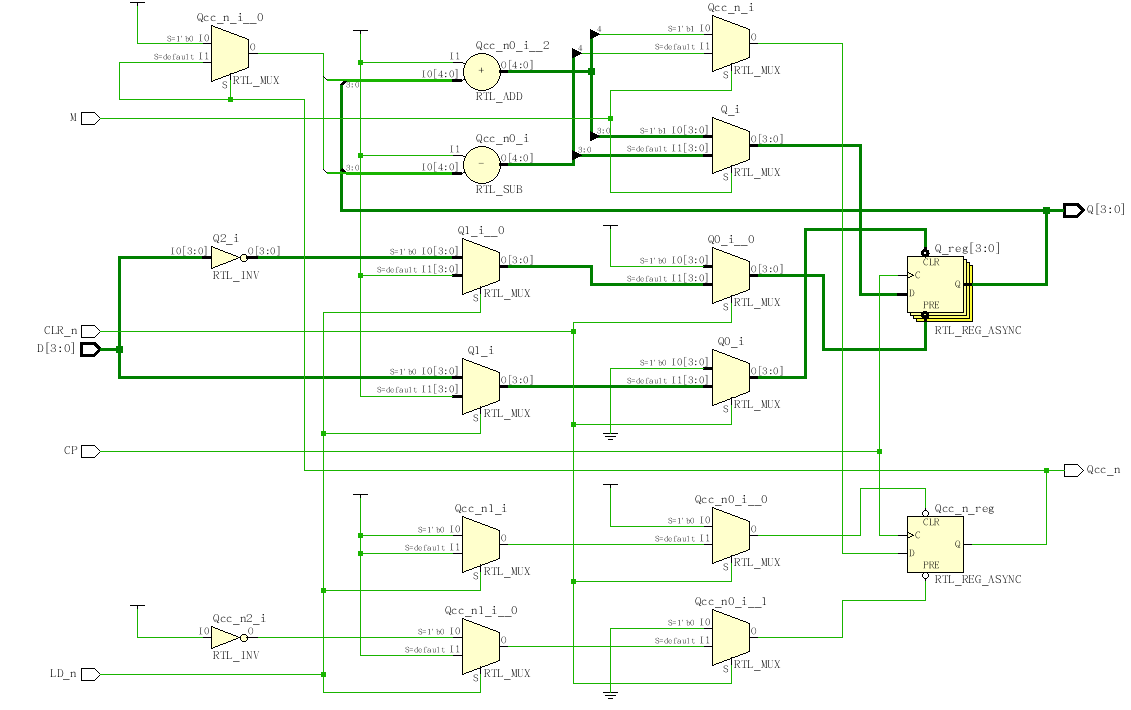 Qcc_n_i__0
S=1'b0 I0
S=default I1
O
S
RTL_MUX
I1
I0[4:0]
3:0
Qcc_n0_i__2
+
O[4:0]
RTL_ADD
4
4
Qcc_n_i
S=1'b1 I0
S=default I1
O
S
RTL_MUX
M
Qcc_n0_i
I1
I0[4:0]
3:0
−
O[4:0]
RTL_SUB
3:0
3:0
Q_i
S=1'b1 I0[3:0]
S=default I1[3:0]
O[3:0]
S
RTL_MUX
Q[3:0]
Q2_i
I0[3:0]
O[3:0]
RTL_INV
Q1_i__0
S=1'b0 I0[3:0]
S=default I1[3:0]
O[3:0]
S
RTL_MUX
Q0_i__0
S=1'b0 I0[3:0]
S=default I1[3:0]
O[3:0]
S
RTL_MUX
Q_reg[3:0]
CLR
C
D
Q
PRE
RTL_REG_ASYNC
CLR_n
D[3:0]
Q1_i
S=1'b0 I0[3:0]
S=default I1[3:0]
O[3:0]
S
RTL_MUX
Q0_i
S=1'b0 I0[3:0]
S=default I1[3:0]
O[3:0]
S
RTL_MUX
CP
Qcc_n
Qcc_n1_i
S=1'b0 I0
S=default I1
O
S
RTL_MUX
Qcc_n0_i__0
S=1'b0 I0
S=default I1
O
S
RTL_MUX
Qcc_n_reg
CLR
C
D
Q
PRE
RTL_REG_ASYNC
Qcc_n2_i
I0
O
RTL_INV
Qcc_n1_i__0
S=1'b0 I0
S=default I1
O
S
RTL_MUX
Qcc_n0_i__1
S=1'b0 I0
S=default I1
O
S
RTL_MUX
LD_n